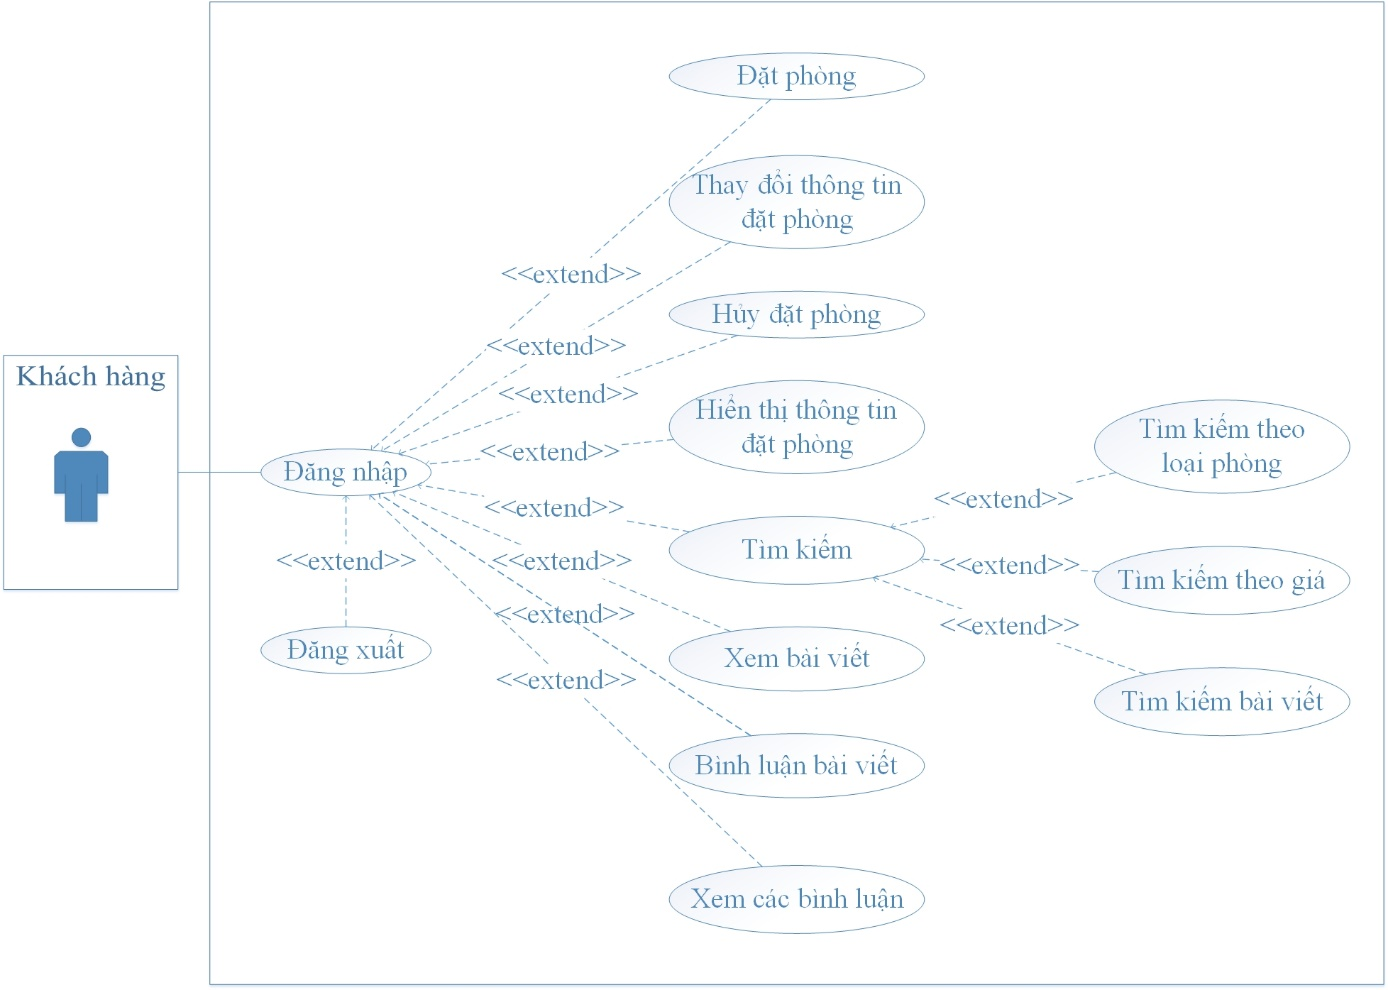 Đặt phòng
Thay đổi thông tin
đặt phòng
<<extend>>
Hủy đặt phòng
<<extend>>
Khách hàng
<<extend>>
Hiển thị thông tin
đặt phòng
Tìm kiếm theo
loại phòng
<<extend>>
Đăng nhập
<<extend>>
<<extend>>
Tìm kiếm
<<extend>>
<<extend>>
<<extend>>
Tìm kiếm theo giá
<<extend>>
<<extend>>
Đăng xuất
Xem bài viết
<<extend>>
Tìm kiếm bài viết
Bình luận bài viết
Xem các bình luận